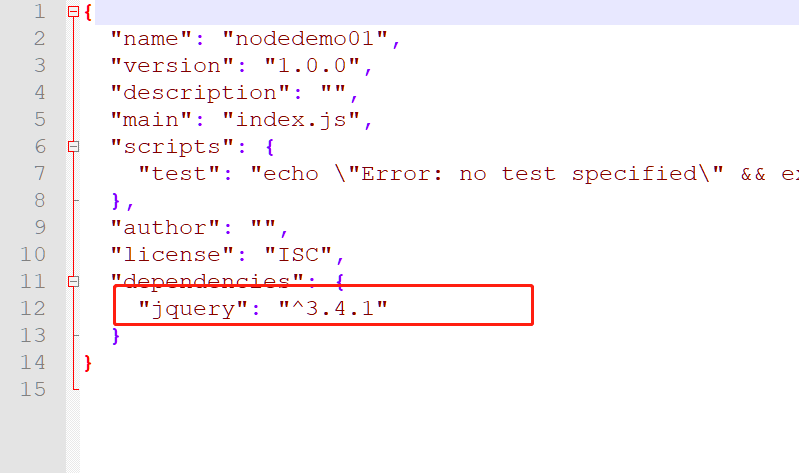 1 {
2 "name": "nodedemo01",
3 "version": "1.0.0",
4 "description": "",
5 "main": "index.js",
6 "scripts": {
7 "test": "echo \"Error: no test specified\" && ex
8 },
9 "author": "",
10 "license": "ISC",
11 "dependencies": {
12 "jquery": "^3.4.1"
13 }
14 }
15